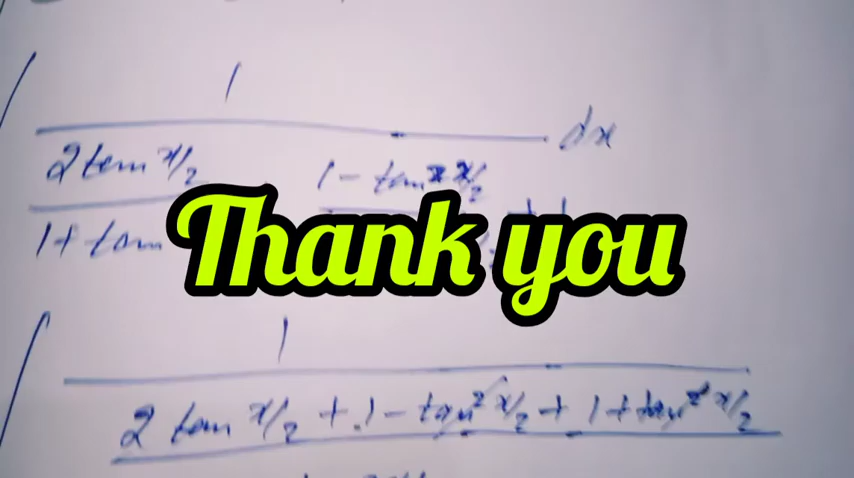 ∫ 1
2 tan x/2 1 - tan² x/2 dx
1 + tan + 1
Thank you
∫ 1
2 tan x/2 + 1 - tan² x/2 + 1 + tan² x/2